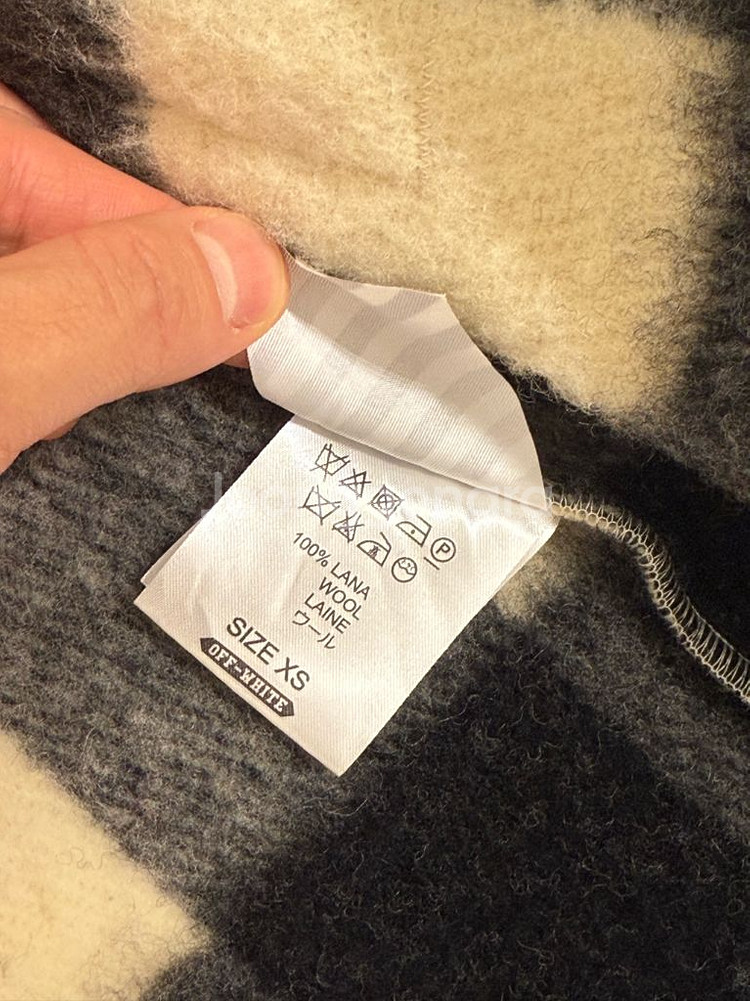 P
100% LANA
WOOL
LAINE
ウール
SIZE XS
OFF-WHITE